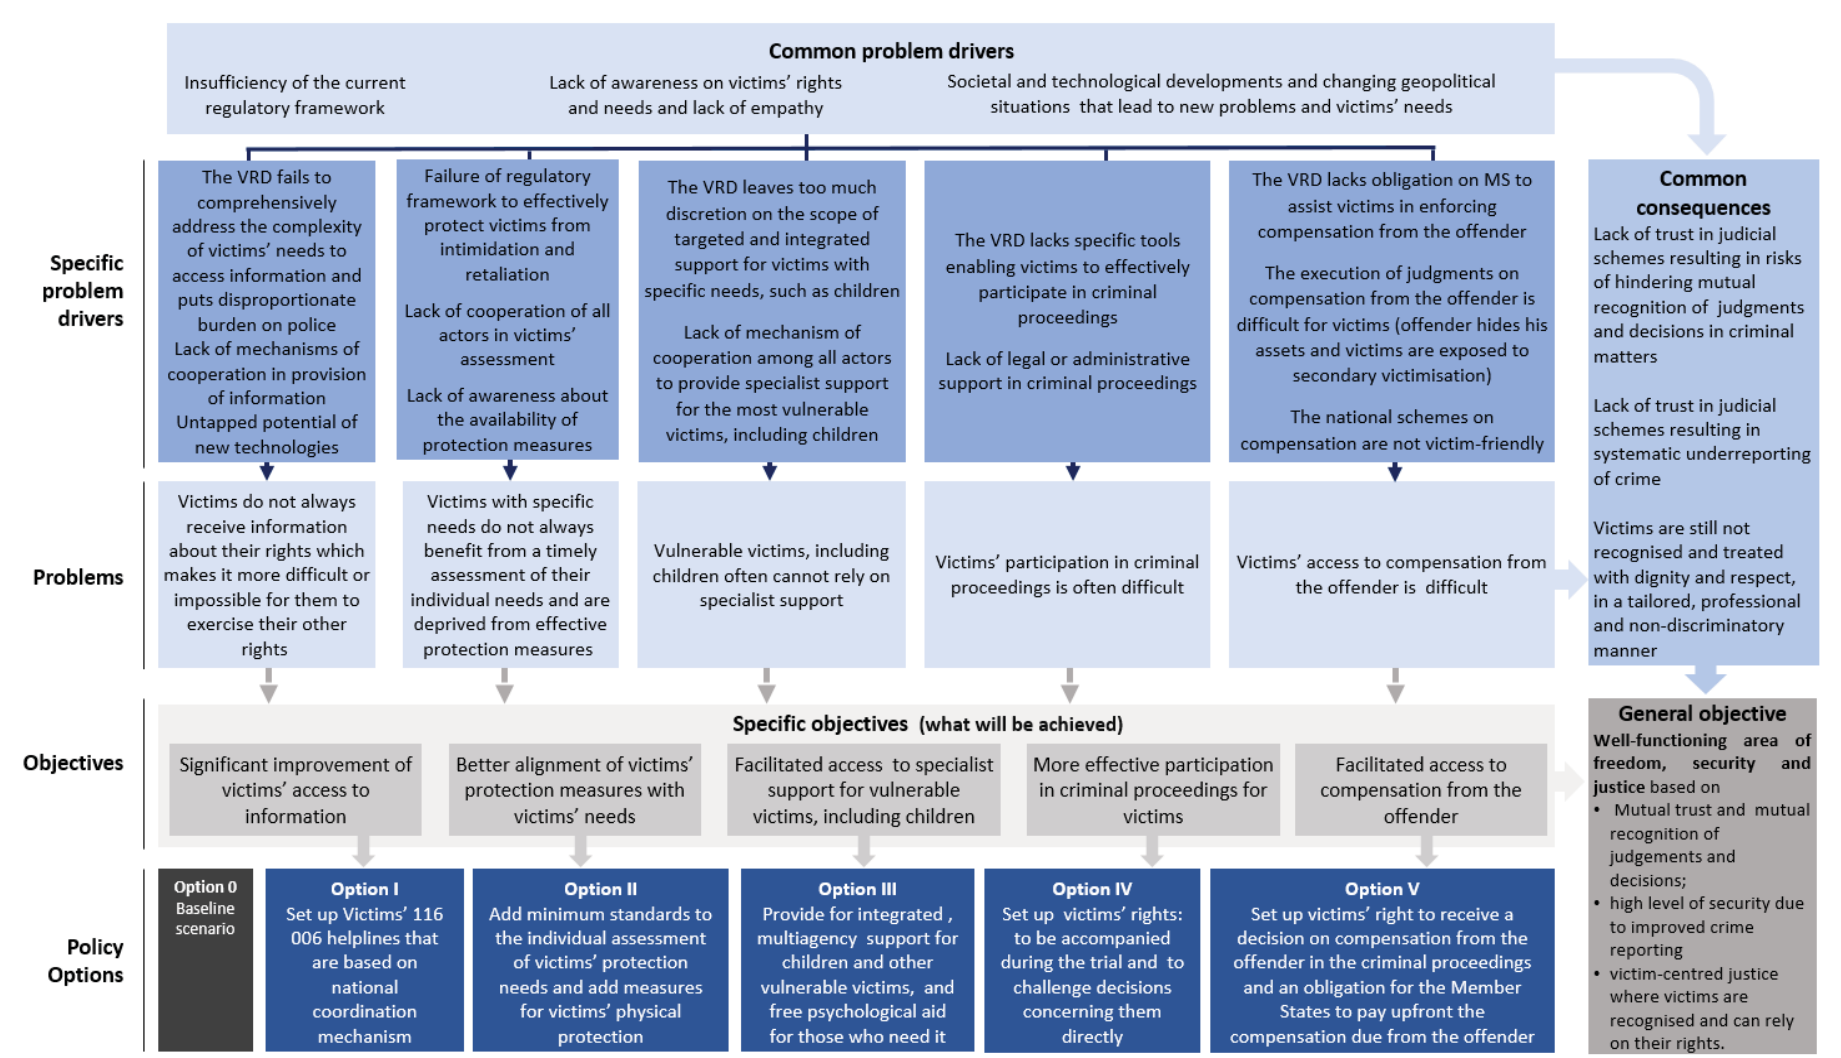 Common problem drivers
Insufficiency of the current
regulatory framework
Lack of awareness on victims’ rights
and needs and lack of empathy
Societal and technological developments and changing geopolitical
situations that lead to new problems and victims’ needs
Specific
problem
drivers
The VRD fails to
comprehensively
address the complexity
of victims’ needs to
access information and
puts disproportionate
burden on police
Lack of mechanisms of
cooperation in provision
of information
Untapped potential of
new technologies
Failure of regulatory
framework to effectively
protect victims from
intimidation and
retaliation
Lack of cooperation of all
actors in victims’
assessment
Lack of awareness about
the availability of
protection measures
The VRD leaves too much
discretion on the scope of
targeted and integrated
support for victims with
specific needs, such as children
Lack of mechanism of
cooperation among all actors
to provide specialist support
for the most vulnerable
victims, including children
The VRD lacks specific tools
enabling victims to effectively
participate in criminal
proceedings
Lack of legal or administrative
support in criminal proceedings
The VRD lacks obligation on MS to
assist victims in enforcing
compensation from the offender
The execution of judgments on
compensation from the offender is
difficult for victims (offender hides his
assets and victims are exposed to
secondary victimisation)
The national schemes on
compensation are not victim-friendly
Common
consequences
Lack of trust in judicial
schemes resulting in risks
of hindering mutual
recognition of judgments
and decisions in criminal
matters
Lack of trust in judicial
schemes resulting in
systematic underreporting
of crime
Victims are still not
recognised and treated
with dignity and respect,
in a tailored, professional
and non-discriminatory
manner
Problems
Victims do not always
receive information
about their rights which
makes it more difficult or
impossible for them to
exercise their other
rights
Victims with specific
needs do not always
benefit from a timely
assessment of their
individual needs and are
deprived from effective
protection measures
Vulnerable victims, including
children often cannot rely on
specialist support
Victims’ participation in criminal
proceedings is often difficult
Victims’ access to compensation from
the offender is difficult
Objectives
Specific objectives (what will be achieved)
Significant improvement of
victims’ access to
information
Better alignment of victims’
protection measures with
victims’ needs
Facilitated access to specialist
support for vulnerable
victims, including children
More effective participation
in criminal proceedings for
victims
Facilitated access to
compensation from the
offender
General objective
Well-functioning area of
freedom, security and
justice based on
• Mutual trust and mutual
recognition of
judgements and
decisions;
• high level of security due
to improved crime
reporting
• victim-centred justice
where victims are
recognised and can rely
on their rights.
Policy
Options
Option 0
Baseline
scenario
Option I
Set up Victims’ 116
006 helplines that
are based on
national
coordination
mechanism
Option II
Add minimum standards to
the individual assessment
of victims’ protection
needs and add measures
for victims’ physical
protection
Option III
Provide for integrated ,
multiagency support for
children and other
vulnerable victims, and
free psychological aid
for those who need it
Option IV
Set up victims’ rights:
to be accompanied
during the trial and to
challenge decisions
concerning them
directly
Option V
Set up victims’ right to receive a
decision on compensation from the
offender in the criminal proceedings
and an obligation for the Member
States to pay upfront the
compensation due from the offender